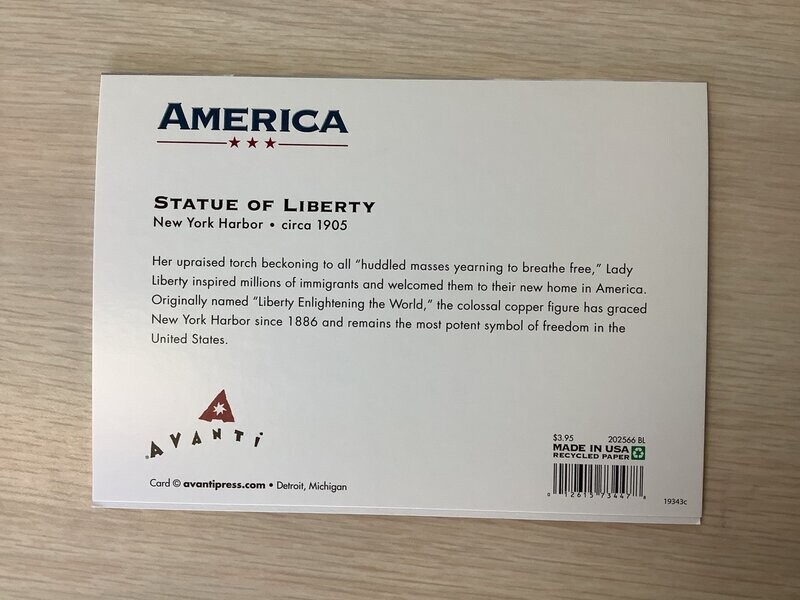 AMERICA
STATUE OF LIBERTY
New York Harbor • circa 1905
Her upraised torch beckoning to all “huddled masses yearning to breathe free,” Lady
Liberty inspired millions of immigrants and welcomed them to their new home in America.
Originally named “Liberty Enlightening the World,” the colossal copper figure has graced
New York Harbor since 1886 and remains the most potent symbol of freedom in the
United States.
AVANTi
Card © avantipress.com • Detroit, Michigan
$3.95 202566 BL
MADE IN USA
RECYCLED PAPER
0 12615 73447 8
19343c